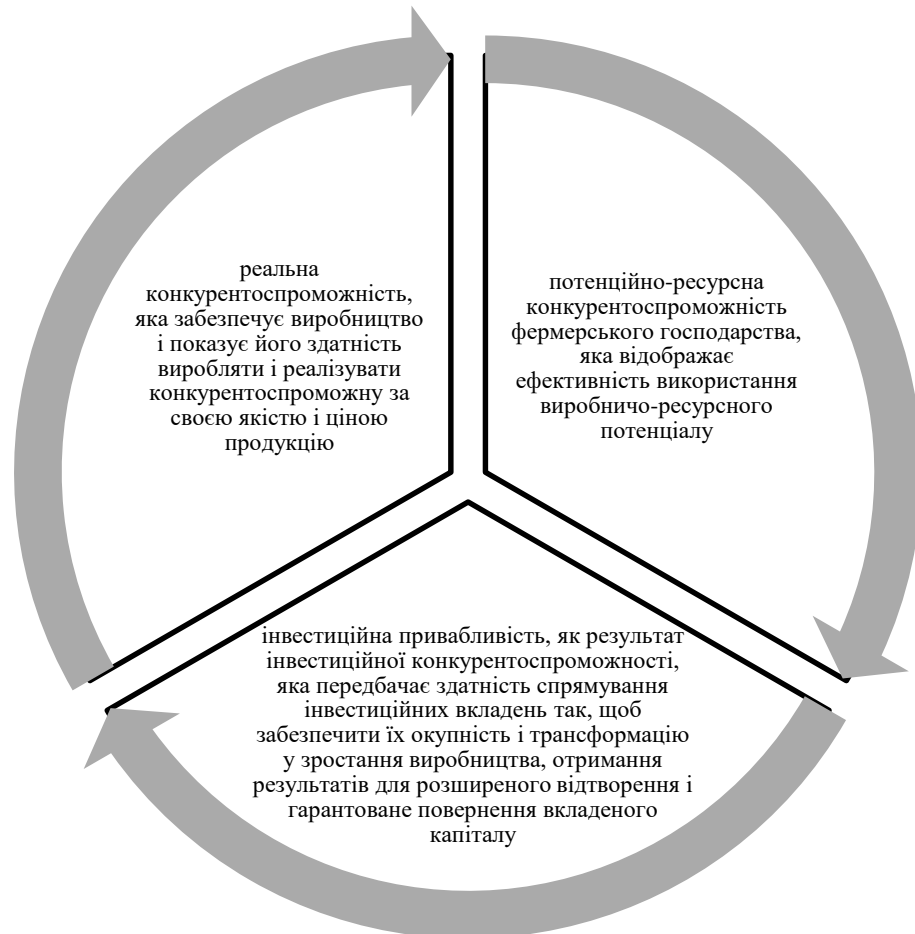 реальна
конкурентоспроможність,
яка забезпечує виробництво
і показує його здатність
виробляти і реалізувати
конкурентоспроможну за
своєю якістю і ціною
продукцію
потенційно-ресурсна
конкурентоспроможність
фермерського господарства,
яка відображає
ефективність використання
виробничо-ресурсного
потенціалу
інвестиційна привабливість, як результат
інвестиційної конкурентоспроможності,
яка передбачає здатність спрямування
інвестиційних вкладень так, щоб
забезпечити їх окупність і трансформацію
у зростання виробництва, отримання
результатів для розширеного відтворення і
гарантоване повернення вкладеного
капіталу